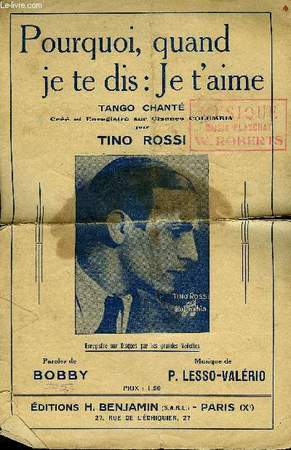 Le-Livre
Pourquoi, quand
je te dis : Je t'aime
TANGO CHANTÉ
Créé et Enregistré sur Disques COLUMBIA
par
TINO ROSSI
MUSIQUE
W. ROBERTS
TINO ROSSI
Columbia
Enregistré sur Disques par les grandes Vedettes
Paroles de
BOBBY
Musique de
P. LESSO-VALÉRIO
PRIX : 1.50
ÉDITIONS H. BENJAMIN (S.A.R.L.) - PARIS (Xᵉ)
27, RUE DE L'ÉCHIQUIER, 27